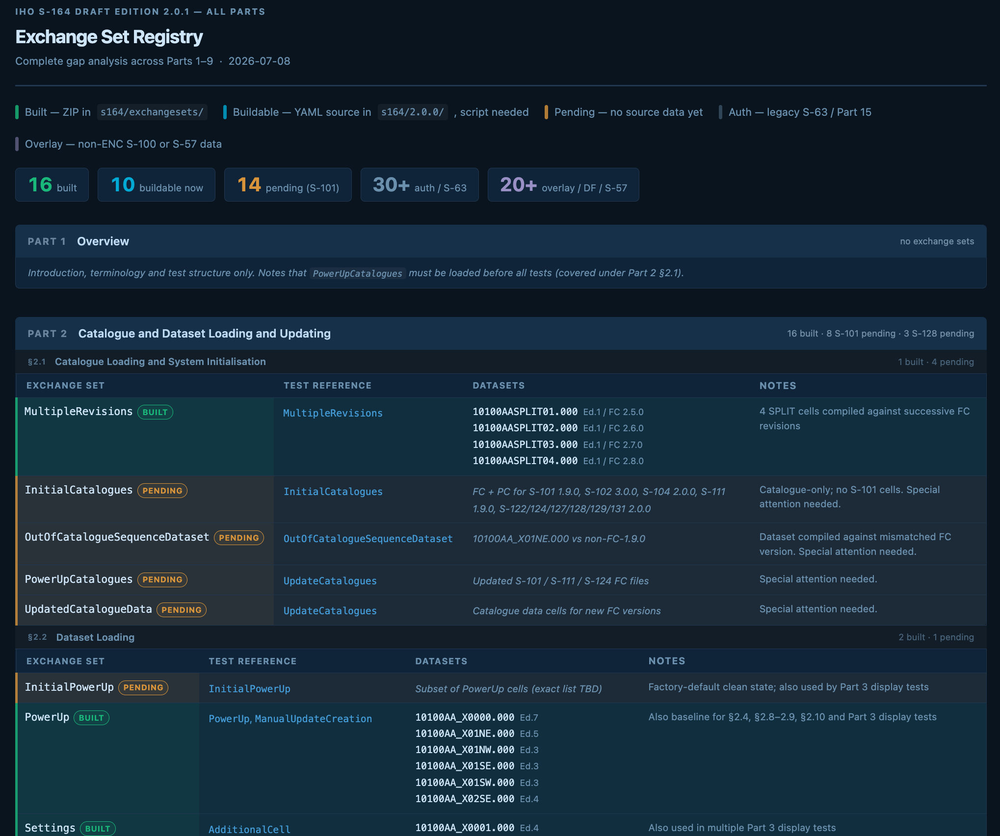 IHO S-164 DRAFT EDITION 2.0.1 — ALL PARTS
Exchange Set Registry
Complete gap analysis across Parts 1–9 · 2026-07-08
Built — ZIP in s164/exchangesets/
Buildable — YAML source in s164/2.0.0/ , script needed
Pending — no source data yet
Auth — legacy S-63 / Part 15
Overlay — non-ENC S-100 or S-57 data
16 built
10 buildable now
14 pending (S-101)
30+ auth / S-63
20+ overlay / DF / S-57
PART 1 Overview
no exchange sets
Introduction, terminology and test structure only. Notes that PowerUpCatalogues must be loaded before all tests (covered under Part 2 §2.1).
PART 2 Catalogue and Dataset Loading and Updating
16 built · 8 S-101 pending · 3 S-128 pending
§2.1 Catalogue Loading and System Initialisation
1 built · 4 pending
EXCHANGE SET TEST REFERENCE DATASETS NOTES
MultipleRevisions BUILT
MultipleRevisions
10100AASPLIT01.000 Ed.1 / FC 2.5.0
10100AASPLIT02.000 Ed.1 / FC 2.6.0
10100AASPLIT03.000 Ed.1 / FC 2.7.0
10100AASPLIT04.000 Ed.1 / FC 2.8.0
4 SPLIT cells compiled against successive FC
revisions
InitialCatalogues PENDING
InitialCatalogues
FC + PC for S-101 1.9.0, S-102 3.0.0, S-104 2.0.0, S-111
1.9.0, S-122/124/127/128/129/131 2.0.0
Catalogue-only; no S-101 cells. Special
attention needed.
OutOfCatalogueSequenceDataset PENDING
OutOfCatalogueSequenceDataset
10100AA_X01NE.000 vs non-FC-1.9.0
Dataset compiled against mismatched FC
version. Special attention needed.
PowerUpCatalogues PENDING
UpdateCatalogues
Updated S-101 / S-111 / S-124 FC files
Special attention needed.
UpdatedCatalogueData PENDING
UpdateCatalogues
Catalogue data cells for new FC versions
Special attention needed.
§2.2 Dataset Loading
2 built · 1 pending
EXCHANGE SET TEST REFERENCE DATASETS NOTES
InitialPowerUp PENDING
InitialPowerUp
Subset of PowerUp cells (exact list TBD)
Factory-default clean state; also used by Part 3 display tests
PowerUp BUILT
PowerUp, ManualUpdateCreation
10100AA_X0000.000 Ed.7
10100AA_X01NE.000 Ed.5
10100AA_X01NW.000 Ed.3
10100AA_X01SE.000 Ed.3
10100AA_X01SW.000 Ed.3
10100AA_X02SE.000 Ed.4
Also baseline for §2.4, §2.8–2.9, §2.10 and Part 3 display tests
Settings BUILT
AdditionalCell
10100AA_X0001.000 Ed.4
Also used in multiple Part 3 display tests